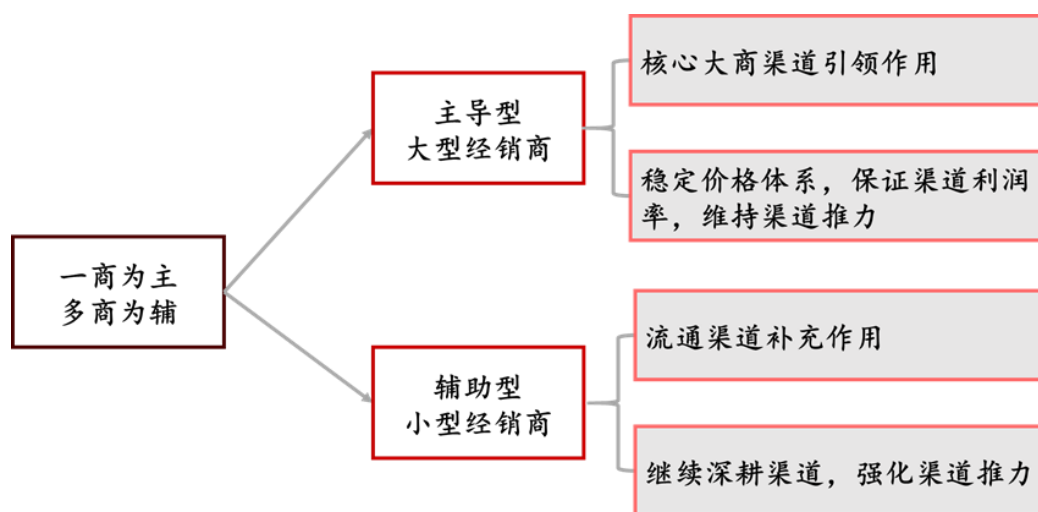 一商为主
多商为辅
主导型
大型经销商
核心大商渠道引领作用
稳定价格体系，保证渠道利润
率，维持渠道推力
辅助型
小型经销商
流通渠道补充作用
继续深耕渠道，强化渠道推力